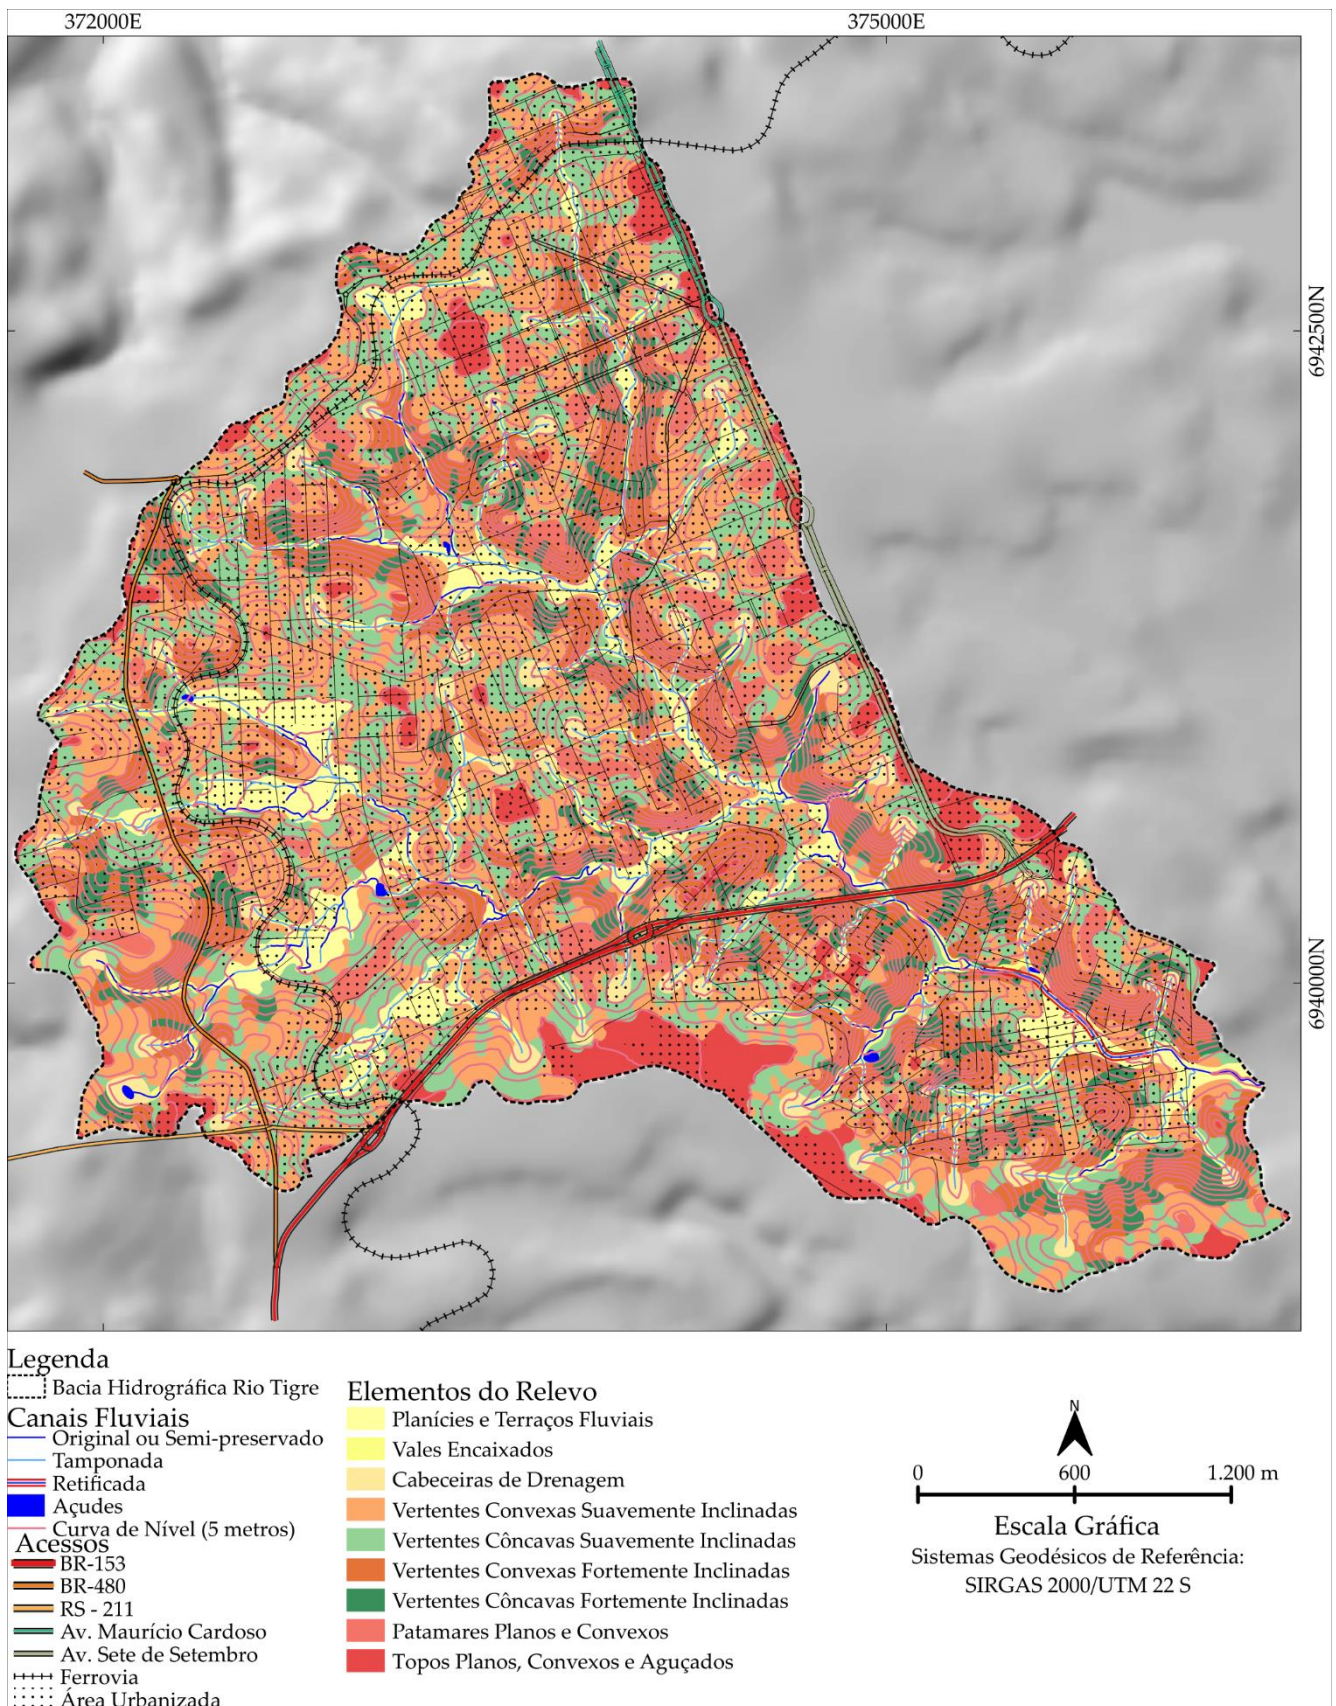 372000E
375000E
6942500N
6940000N
Legenda
Bacia Hidrográfica Rio Tigre
Canais Fluviais
Original ou Semi-preservado
Tamponada
Retificada
Açudes
Curva de Nível (5 metros)
Acessos
BR-153
BR-480
RS - 211
Av. Maurício Cardoso
Av. Sete de Setembro
Ferrovia
Área Urbanizada
Elementos do Relevo
Planícies e Terraços Fluviais
Vales Encaixados
Cabeceiras de Drenagem
Vertentes Convexas Suavemente Inclinadas
Vertentes Côncavas Suavemente Inclinadas
Vertentes Convexas Fortemente Inclinadas
Vertentes Côncavas Fortemente Inclinadas
Patamares Planos e Convexos
Topos Planos, Convexos e Aguçados
N
0 600 1.200 m
Escala Gráfica
Sistemas Geodésicos de Referência:
SIRGAS 2000/UTM 22 S